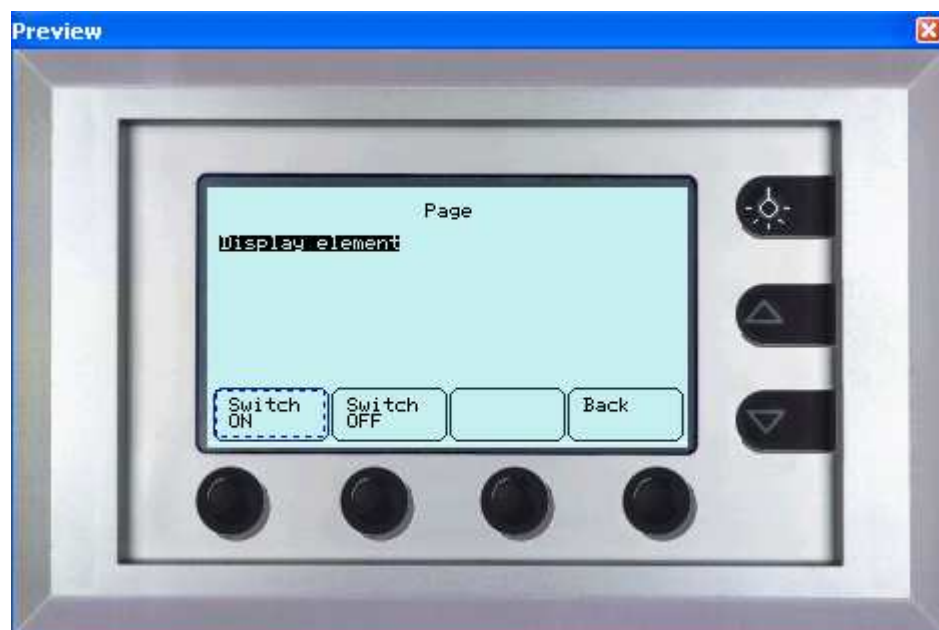 Preview
Page
Display element
Switch
ON
Switch
OFF
Back